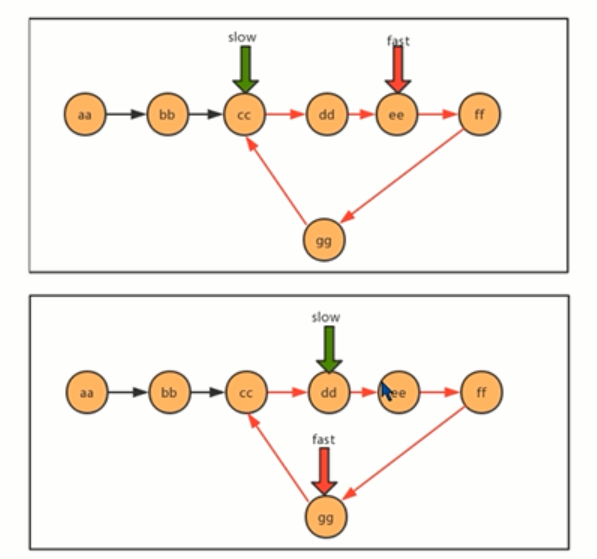 slow
fast
aa bb cc dd ee ff
gg
slow
aa bb cc dd ee ff
fast
gg